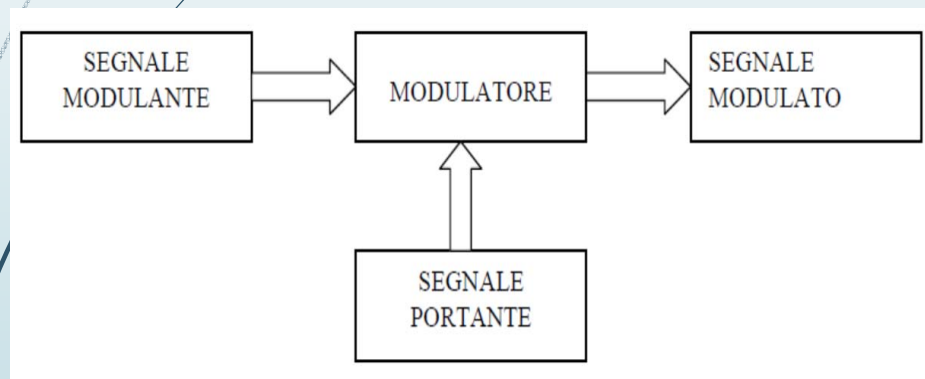 SEGNALE
MODULANTE
MODULATORE
SEGNALE
MODULATO
SEGNALE
PORTANTE